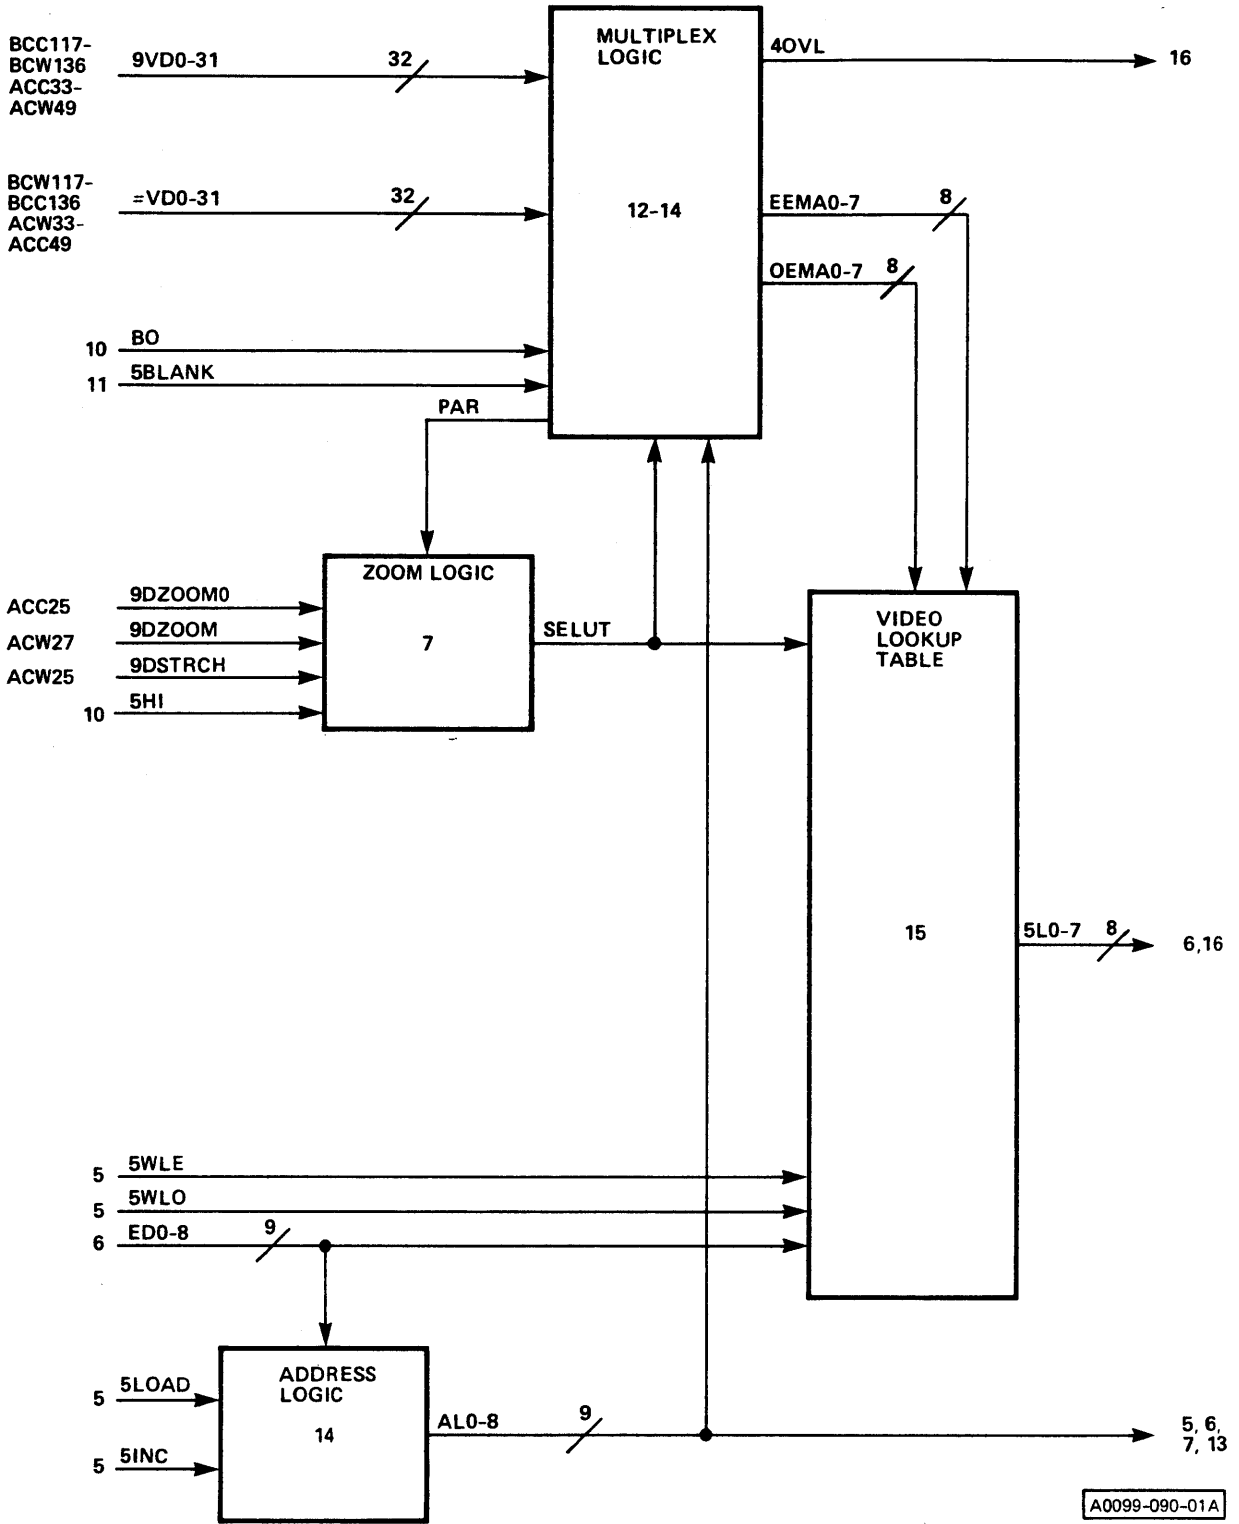 BCC117-
BCW136
ACC33-
ACW49
9VD0-31
32
MULTIPLEX
LOGIC
12-14
4OVL
16
BCW117-
BCC136
ACW33-
ACC49
=VD0-31
32
EEMA0-7
8
OEMA0-7
8
10
BO
11
5BLANK
PAR
ZOOM LOGIC
7
ACC25
9DZOOM0
ACW27
9DZOOM
ACW25
9DSTRCH
10
5HI
SELUT
VIDEO
LOOKUP
TABLE
15
5L0-7
8
6,16
5
5WLE
5
5WLO
6
ED0-8
9
ADDRESS
LOGIC
14
5
5LOAD
5
5INC
AL0-8
9
5, 6,
7, 13
A0099-090-01A